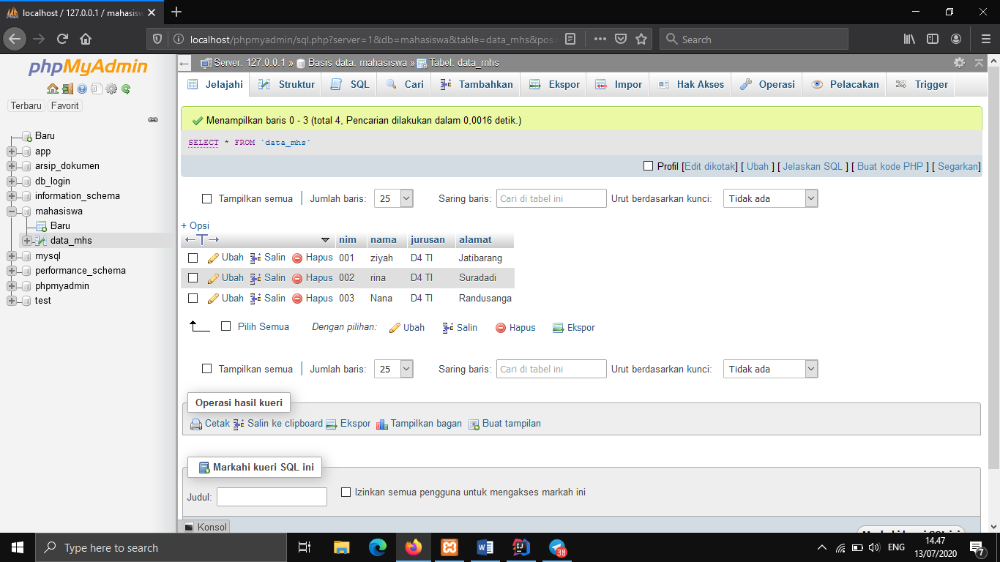 localhost / 127.0.0.1 / mahasisw
localhost/phpmyadmin/sql.php?server=1&db=mahasiswa&table=data_mhs&pos=
Search
phpMyAdmin
Terbaru Favorit
Baru
app
arsip_dokumen
db_login
information_schema
mahasiswa
Baru
data_mhs
mysql
performance_schema
phpmyadmin
test
Server: 127.0.0.1 » Basis data: mahasiswa » Tabel: data_mhs
Jelajahi Struktur SQL Cari Tambahkan Ekspor Impor Hak Akses Operasi Pelacakan Trigger
Menampilkan baris 0 - 3 (total 4, Pencarian dilakukan dalam 0,0016 detik.)
SELECT * FROM `data_mhs`
Profil [Edit dikotak] [ Ubah ] [ Jelaskan SQL ] [ Buat kode PHP ] [ Segarkan]
Tampilkan semua | Jumlah baris: 25 Saring baris: Cari di tabel ini Urut berdasarkan kunci: Tidak ada
+ Opsi
←T→ nim nama jurusan alamat
Ubah Salin Hapus 001 ziyah D4 TI Jatibarang
Ubah Salin Hapus 002 rina D4 TI Suradadi
Ubah Salin Hapus 003 Nana D4 TI Randusanga
Pilih Semua Dengan pilihan: Ubah Salin Hapus Ekspor
Tampilkan semua | Jumlah baris: 25 Saring baris: Cari di tabel ini Urut berdasarkan kunci: Tidak ada
Operasi hasil kueri
Cetak Salin ke clipboard Ekspor Tampilkan bagan Buat tampilan
Markahi kueri SQL ini
Judul: Izinkan semua pengguna untuk mengakses markah ini
Konsol
Type here to search
38
ENG
14.47
13/07/2020
7